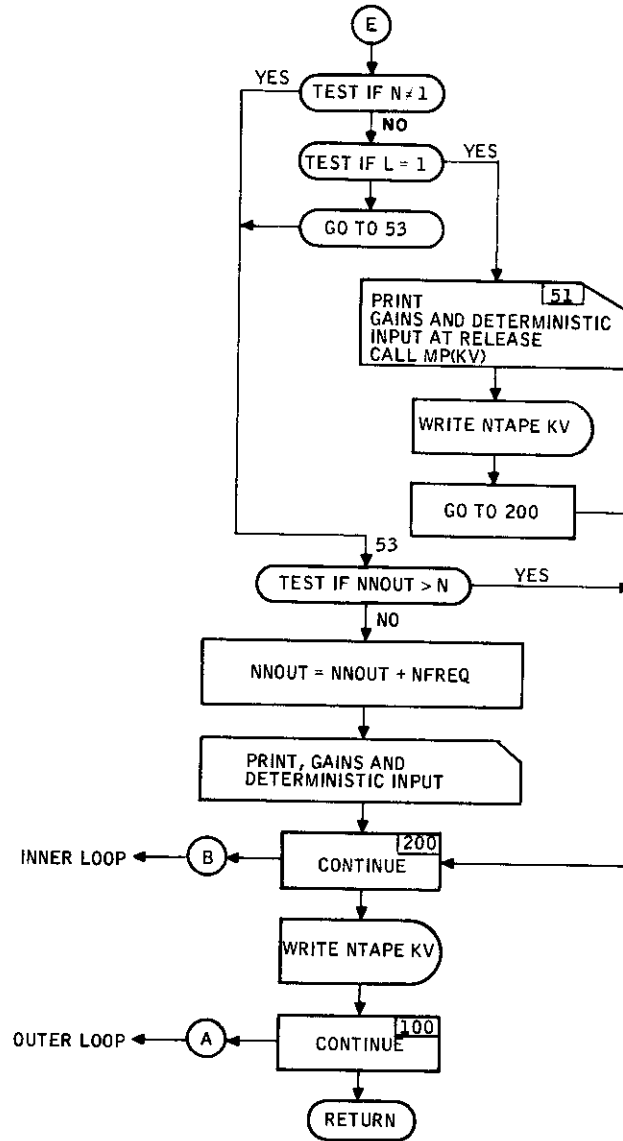 E
YES
TEST IF N≠1
NO
TEST IF L = 1
YES
GO TO 53
51
PRINT
GAINS AND DETERMINISTIC
INPUT AT RELEASE
CALL MP(KV)
WRITE NTAPE KV
GO TO 200
53
TEST IF NNOUT > N
YES
NO
NNOUT = NNOUT + NFREQ
PRINT, GAINS AND
DETERMINISTIC INPUT
200
INNER LOOP
B
CONTINUE
WRITE NTAPE KV
100
OUTER LOOP
A
CONTINUE
RETURN